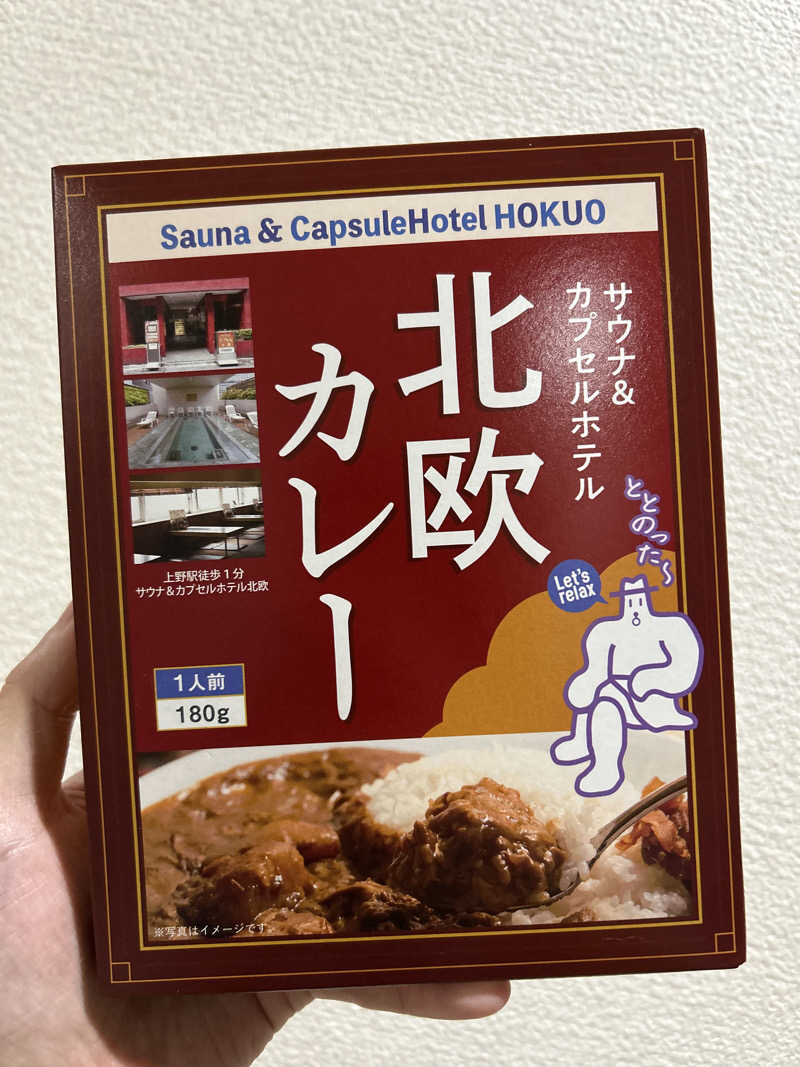 Sauna & CapsuleHotel HOKUO
サウナ&
カプセルホテル
北欧
カレー
ととのった〜
Let's
relax
上野駅徒歩1分
サウナ&カプセルホテル北欧
1人前
180g
※写真はイメージです。